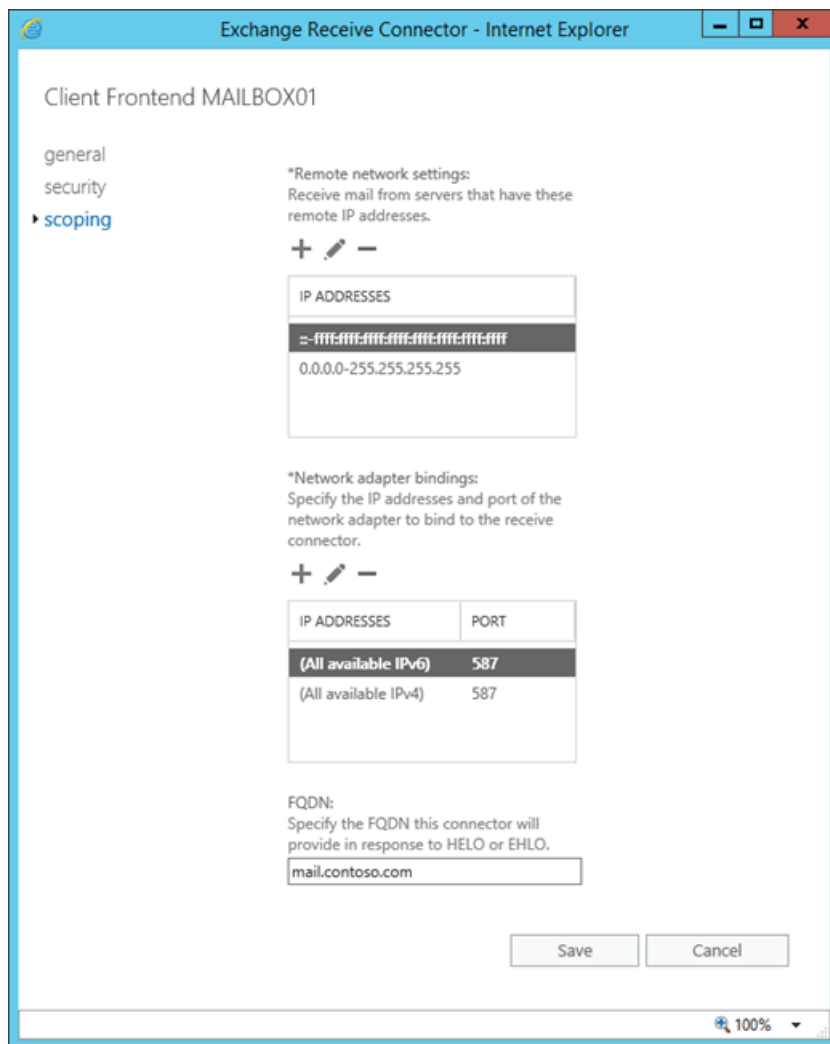 Exchange Receive Connector - Internet Explorer
Client Frontend MAILBOX01
general
security
scoping
*Remote network settings:
Receive mail from servers that have these
remote IP addresses.
IP ADDRESSES
::-ffff:ffff:ffff:ffff:ffff:ffff:ffff:ffff
0.0.0.0-255.255.255.255
*Network adapter bindings:
Specify the IP addresses and port of the
network adapter to bind to the receive
connector.
IP ADDRESSES PORT
(All available IPv6) 587
(All available IPv4) 587
FQDN:
Specify the FQDN this connector will
provide in response to HELO or EHLO.
mail.contoso.com
Save Cancel
100%